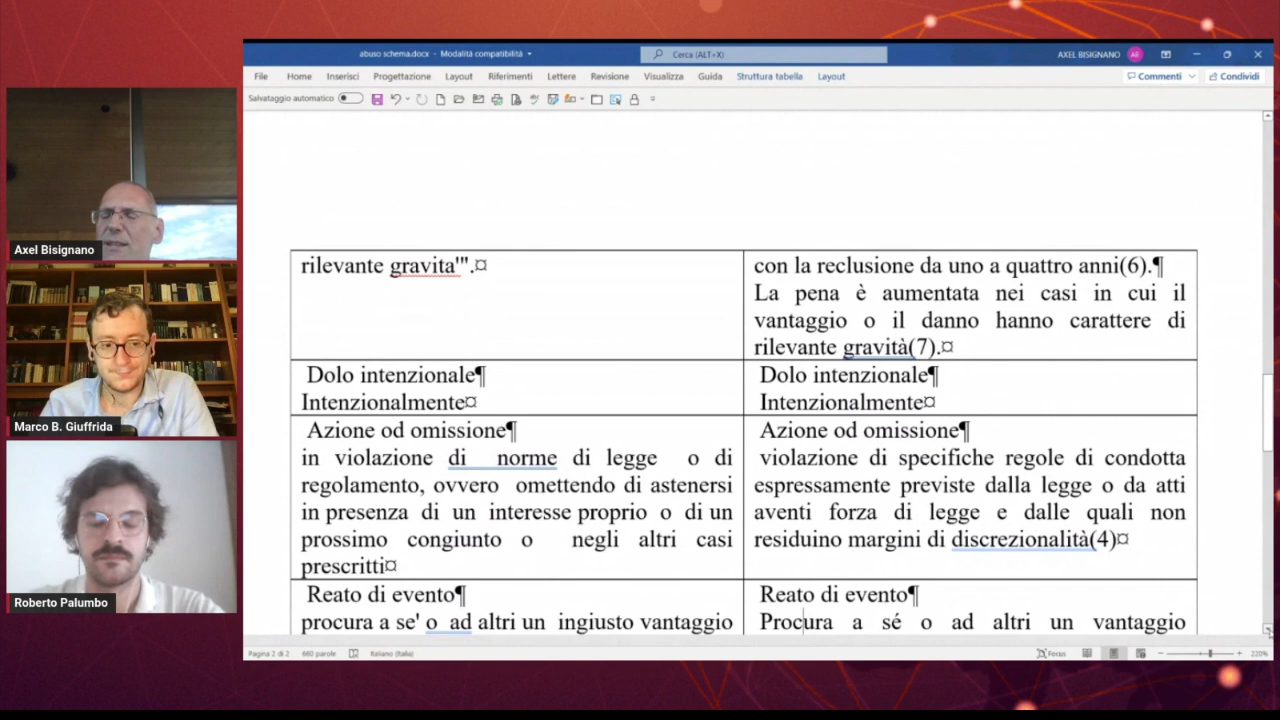 abuso schema.docx - Modalità compatibilità
Cerca (ALT+X)
AXEL BISIGNANO
File Home Inserisci Progettazione Layout Riferimenti Lettere Revisione Visualizza Guida Struttura tabella Layout
Commenti Condividi
Salvataggio automatico
Axel Bisignano
Marco B. Giuffrida
Roberto Palumbo
rilevante gravita'".¤
con la reclusione da uno a quattro anni(6).¶
La pena è aumentata nei casi in cui il
vantaggio o il danno hanno carattere di
rilevante gravità(7).¤
Dolo intenzionale¶
Intenzionalmente¤
Dolo intenzionale¶
Intenzionalmente¤
Azione od omissione¶
in violazione di norme di legge o di
regolamento, ovvero omettendo di astenersi
in presenza di un interesse proprio o di un
prossimo congiunto o negli altri casi
prescritti¤
Azione od omissione¶
violazione di specifiche regole di condotta
espressamente previste dalla legge o da atti
aventi forza di legge e dalle quali non
residuino margini di discrezionalità(4)¤
Reato di evento¶
procura a se' o ad altri un ingiusto vantaggio
Reato di evento¶
Procura a sé o ad altri un vantaggio
Pagina 2 di 2 660 parole Italiano (Italia)
Focus
220%